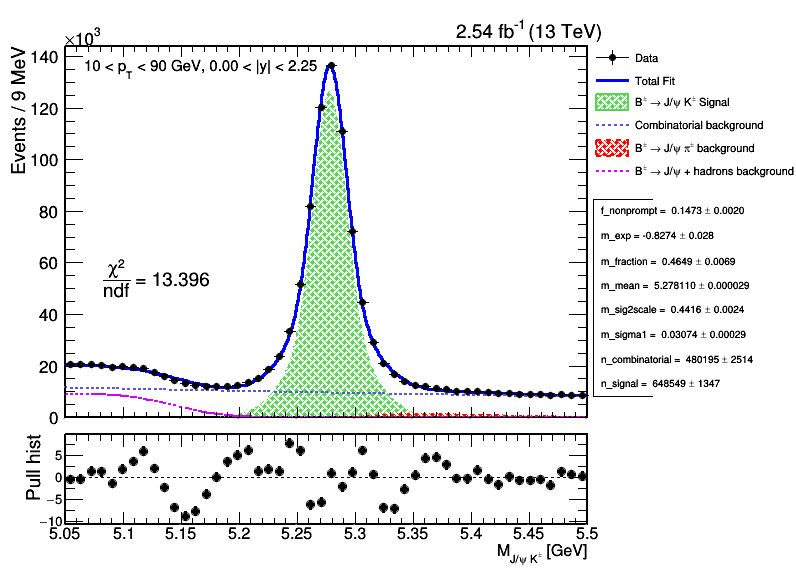 ×10³
2.54 fb⁻¹ (13 TeV)
Events / 9 MeV
140
120
100
80
60
40
20
0
10 < p_T < 90 GeV, 0.00 < |y| < 2.25
χ²
ndf = 13.396
Data
Total Fit
B± → J/ψ K± Signal
Combinatorial background
B± → J/ψ π± background
B± → J/ψ + hadrons background
f_nonprompt = 0.1473 ± 0.0020
m_exp = -0.8274 ± 0.028
m_fraction = 0.4649 ± 0.0069
m_mean = 5.278110 ± 0.000029
m_sig2scale = 0.4416 ± 0.0024
m_sigma1 = 0.03074 ± 0.00029
n_combinatorial = 480195 ± 2514
n_signal = 648549 ± 1347
Pull hist
5
0
−5
−10
5.05 5.1 5.15 5.2 5.25 5.3 5.35 5.4 5.45 5.5
M_J/ψ K± [GeV]